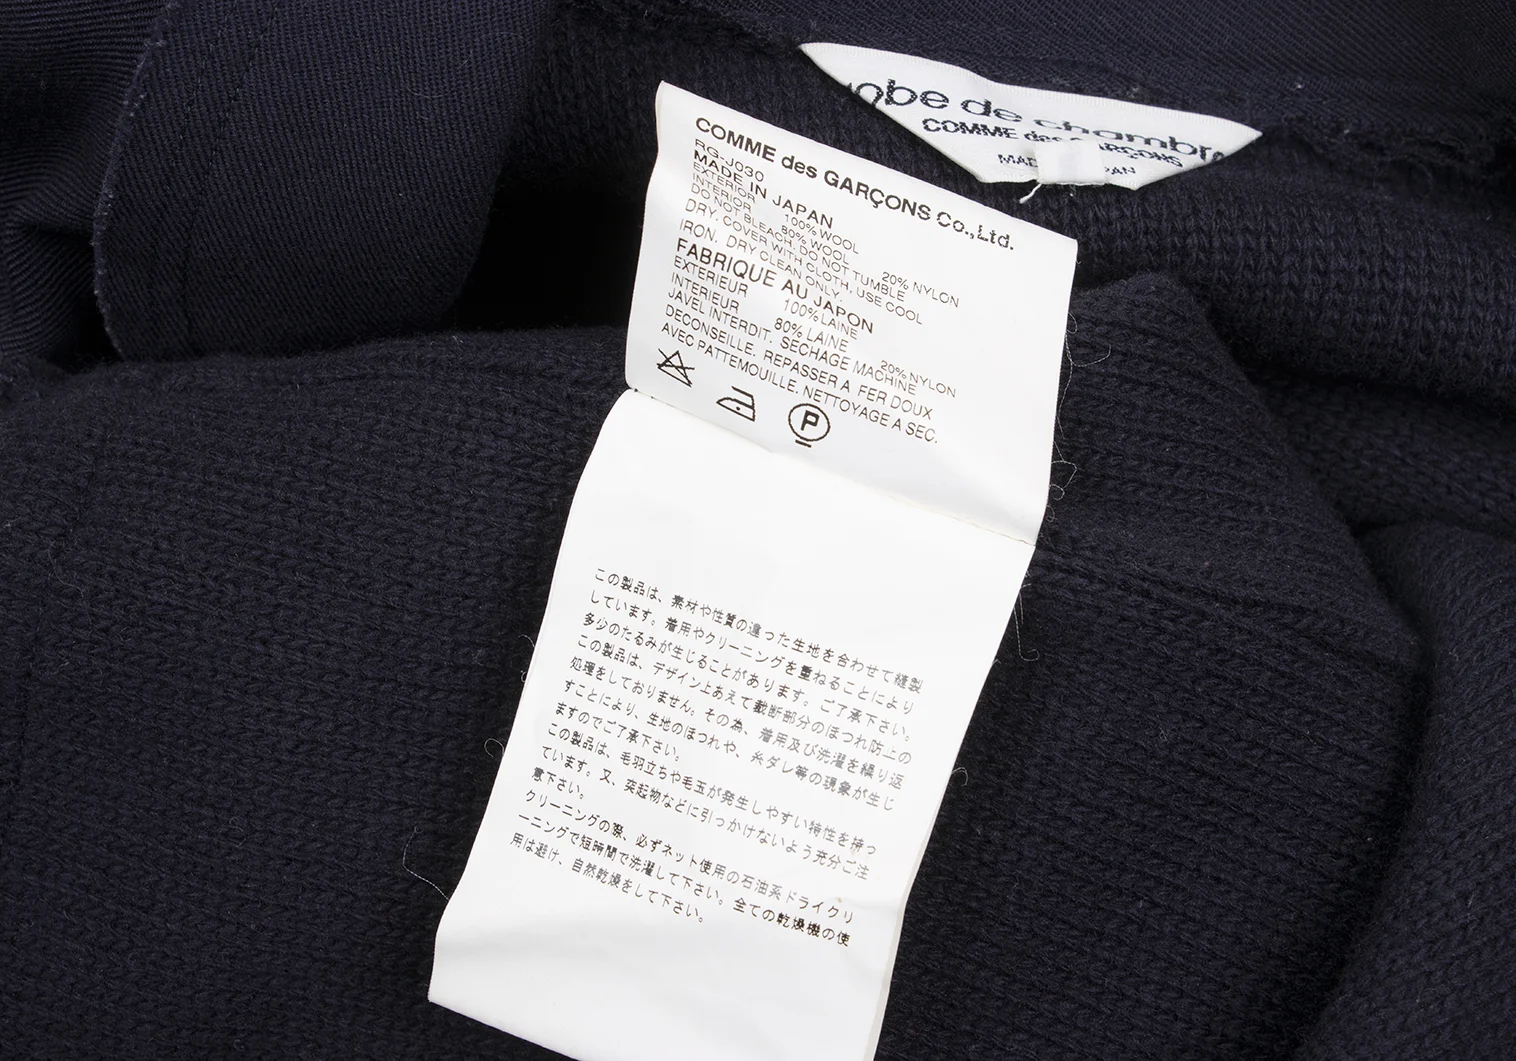 robe de chambre
COMME des GARÇONS
MADE JAPAN
COMME des GARÇONS Co.,Ltd.
RG-J030
MADE IN JAPAN
EXTERIOR 100% WOOL
INTERIOR 80% WOOL 20% NYLON
DO NOT BLEACH. DO NOT TUMBLE
DRY. COVER WITH CLOTH, USE COOL
IRON. DRY CLEAN ONLY.
FABRIQUE AU JAPON
EXTERIEUR 100% LAINE
INTERIEUR 80% LAINE 20% NYLON
JAVEL INTERDIT. SÉCHAGE MACHINE
DECONSEILLE. REPASSER A FER DOUX
AVEC PATTEMOUILLE. NETTOYAGE A SEC.
P
この製品は、素材や性質の違った生地を合わせて縫製
しています。着用やクリーニングを重ねることにより
多少のたるみが生じることがあります。ご了承下さい。
この製品は、デザイン上あえて裁断部分のほつれ防止の
処理をしておりません。その為、着用及び洗濯を繰り返
すことにより、生地のほつれや、糸ダレ等の現象が生じ
ますのでご了承下さい。
この製品は、毛羽立ちや毛玉が発生しやすい特性を持っ
ています。又、突起物などに引っかけないよう充分ご注
意下さい。
クリーニングの際、必ずネット使用の石油系ドライクリ
ーニングで短時間で洗濯して下さい。全ての乾燥機の使
用は避け、自然乾燥をして下さい。